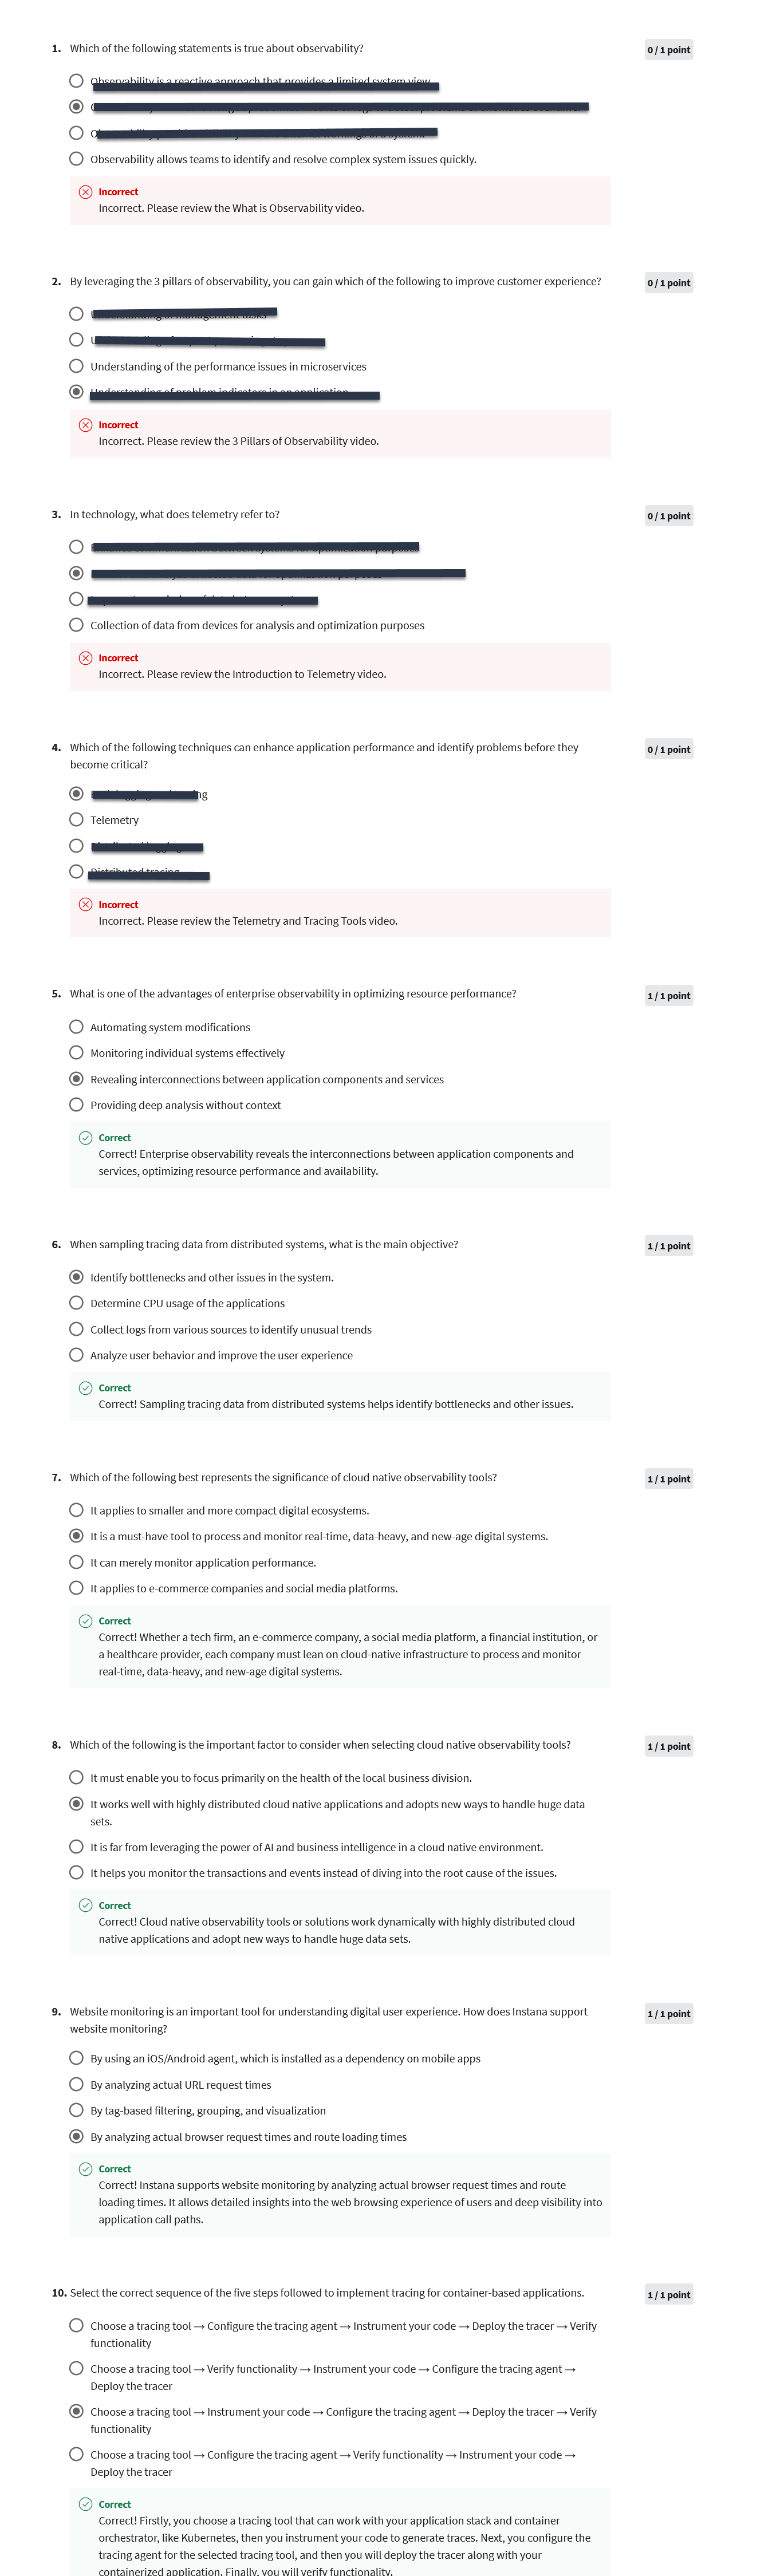 1. Which of the following statements is true about observability?
0 / 1 point
Observability is a reactive approach that provides a limited system view.
Observability allows teams to identify and resolve complex system issues quickly.
Incorrect
Incorrect. Please review the What is Observability video.
2. By leveraging the 3 pillars of observability, you can gain which of the following to improve customer experience?
0 / 1 point
Understanding of the performance issues in microservices
Understanding of problem indicators in an application
Incorrect
Incorrect. Please review the 3 Pillars of Observability video.
3. In technology, what does telemetry refer to?
0 / 1 point
Collection of data from devices for analysis and optimization purposes
Incorrect
Incorrect. Please review the Introduction to Telemetry video.
4. Which of the following techniques can enhance application performance and identify problems before they
become critical?
0 / 1 point
Telemetry
Distributed tracing
Incorrect
Incorrect. Please review the Telemetry and Tracing Tools video.
5. What is one of the advantages of enterprise observability in optimizing resource performance?
1 / 1 point
Automating system modifications
Monitoring individual systems effectively
Revealing interconnections between application components and services
Providing deep analysis without context
Correct
Correct! Enterprise observability reveals the interconnections between application components and
services, optimizing resource performance and availability.
6. When sampling tracing data from distributed systems, what is the main objective?
1 / 1 point
Identify bottlenecks and other issues in the system.
Determine CPU usage of the applications
Collect logs from various sources to identify unusual trends
Analyze user behavior and improve the user experience
Correct
Correct! Sampling tracing data from distributed systems helps identify bottlenecks and other issues.
7. Which of the following best represents the significance of cloud native observability tools?
1 / 1 point
It applies to smaller and more compact digital ecosystems.
It is a must-have tool to process and monitor real-time, data-heavy, and new-age digital systems.
It can merely monitor application performance.
It applies to e-commerce companies and social media platforms.
Correct
Correct! Whether a tech firm, an e-commerce company, a social media platform, a financial institution, or
a healthcare provider, each company must lean on cloud-native infrastructure to process and monitor
real-time, data-heavy, and new-age digital systems.
8. Which of the following is the important factor to consider when selecting cloud native observability tools?
1 / 1 point
It must enable you to focus primarily on the health of the local business division.
It works well with highly distributed cloud native applications and adopts new ways to handle huge data
sets.
It is far from leveraging the power of AI and business intelligence in a cloud native environment.
It helps you monitor the transactions and events instead of diving into the root cause of the issues.
Correct
Correct! Cloud native observability tools or solutions work dynamically with highly distributed cloud
native applications and adopt new ways to handle huge data sets.
9. Website monitoring is an important tool for understanding digital user experience. How does Instana support
website monitoring?
1 / 1 point
By using an iOS/Android agent, which is installed as a dependency on mobile apps
By analyzing actual URL request times
By tag-based filtering, grouping, and visualization
By analyzing actual browser request times and route loading times
Correct
Correct! Instana supports website monitoring by analyzing actual browser request times and route
loading times. It allows detailed insights into the web browsing experience of users and deep visibility into
application call paths.
10. Select the correct sequence of the five steps followed to implement tracing for container-based applications.
1 / 1 point
Choose a tracing tool → Configure the tracing agent → Instrument your code → Deploy the tracer → Verify
functionality
Choose a tracing tool → Verify functionality → Instrument your code → Configure the tracing agent →
Deploy the tracer
Choose a tracing tool → Instrument your code → Configure the tracing agent → Deploy the tracer → Verify
functionality
Choose a tracing tool → Configure the tracing agent → Verify functionality → Instrument your code →
Deploy the tracer
Correct
Correct! Firstly, you choose a tracing tool that can work with your application stack and container
orchestrator, like Kubernetes, then you instrument your code to generate traces. Next, you configure the
tracing agent for the selected tracing tool, and then you will deploy the tracer along with your
containerized application. Finally, you will verify functionality.